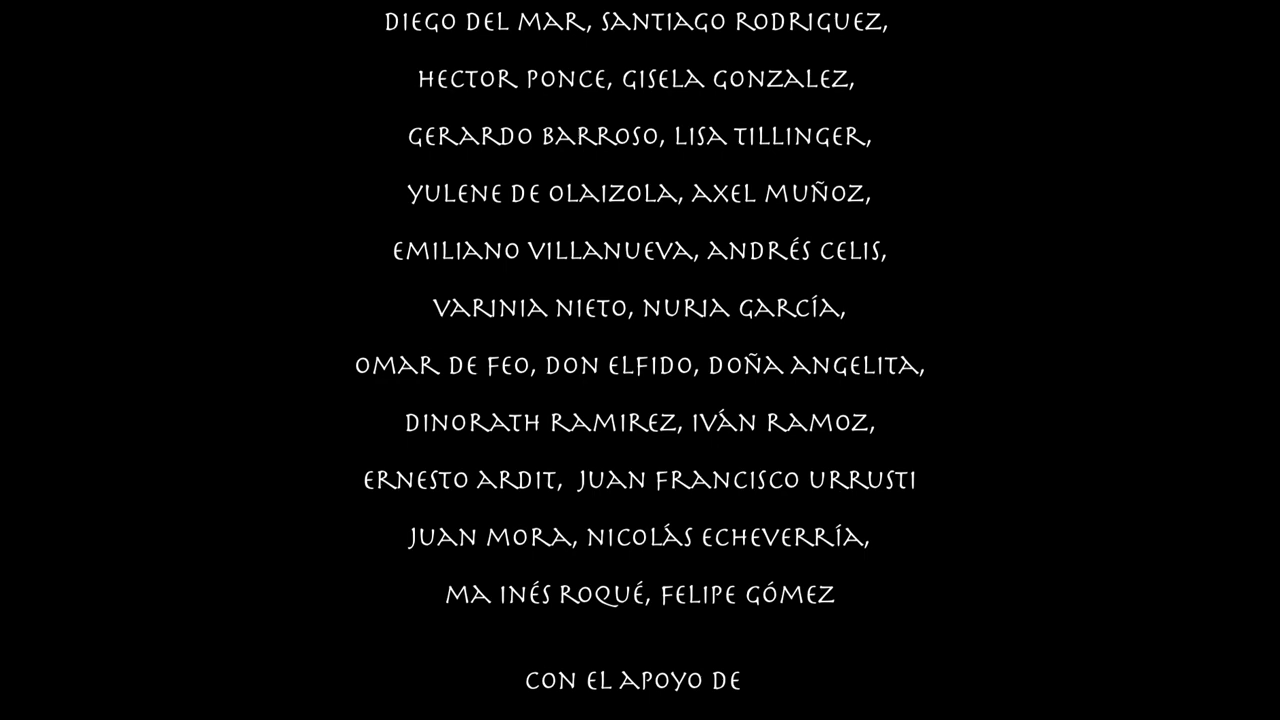 DIEGO DEL MAR, SANTIAGO RODRIGUEZ,
HECTOR PONCE, GISELA GONZALEZ,
GERARDO BARROSO, LISA TILLINGER,
YULENE DE OLAIZOLA, AXEL MUÑOZ,
EMILIANO VILLANUEVA, ANDRÉS CELIS,
VARINIA NIETO, NURIA GARCÍA,
OMAR DE FEO, DON ELFIDO, DOÑA ANGELITA,
DINORATH RAMIREZ, IVÁN RAMOZ,
ERNESTO ARDIT,  JUAN FRANCISCO URRUSTI
JUAN MORA, NICOLÁS ECHEVERRÍA,
MA INÉS ROQUÉ, FELIPE GÓMEZ
CON EL APOYO DE